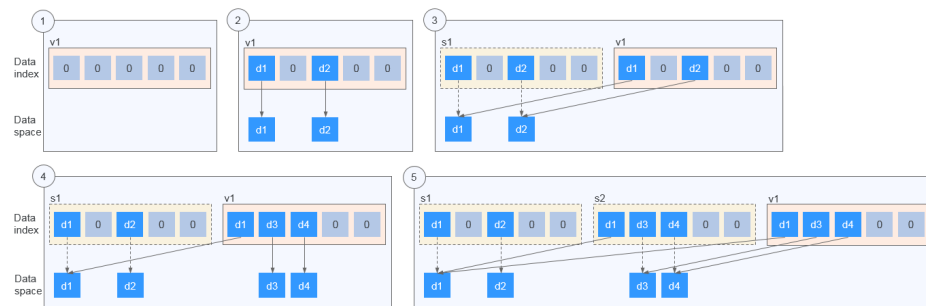 1
v1
Data
index
0 0 0 0 0
Data
space
2
v1
d1 0 d2 0 0
d1 d2
3
s1 v1
d1 0 d2 0 0 d1 0 d2 0 0
d1 d2
4
s1 v1
Data
index
d1 0 d2 0 0 d1 d3 d4 0 0
Data
space
d1 d2 d3 d4
5
s1 s2 v1
d1 0 d2 0 0 d1 d3 d4 0 0 d1 d3 d4 0 0
d1 d2 d3 d4